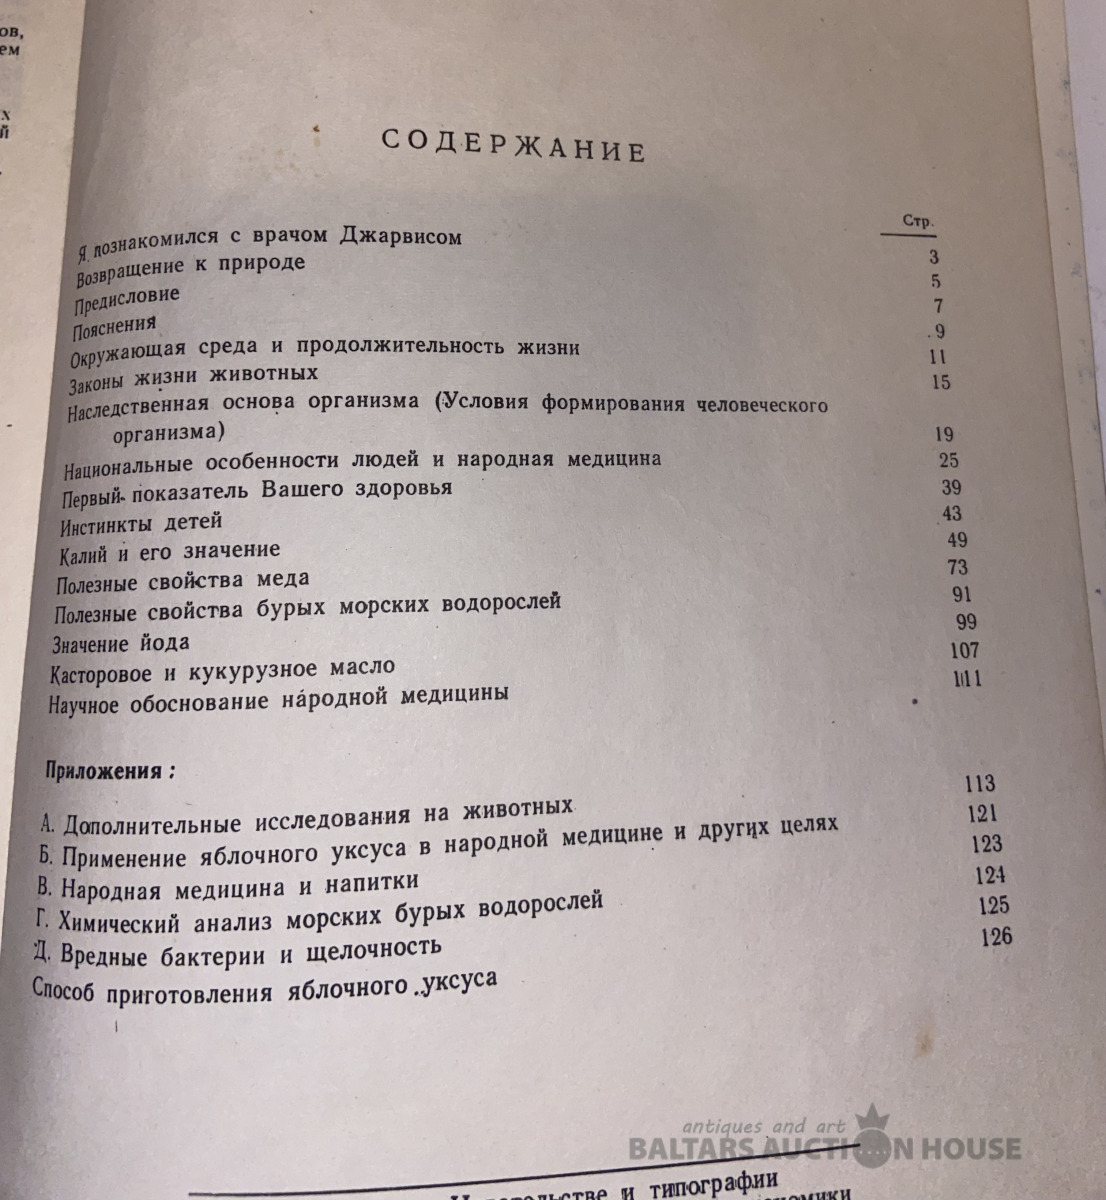 ов,
ем
х
й
СОДЕРЖАНИЕ
Стр.
Я познакомился с врачом Джарвисом 3
Возвращение к природе 5
Предисловие 7
Пояснения 9
Окружающая среда и продолжительность жизни 11
Законы жизни животных 15
Наследственная основа организма (Условия формирования человеческого
организма) 19
Национальные особенности людей и народная медицина 25
Первый показатель Вашего здоровья 39
Инстинкты детей 43
Калий и его значение 49
Полезные свойства меда 73
Полезные свойства бурых морских водорослей 91
Значение йода 99
Касторовое и кукурузное масло 107
Научное обоснование народной медицины 111
Приложения:
А. Дополнительные исследования на животных 113
Б. Применение яблочного уксуса в народной медицине и других целях 121
В. Народная медицина и напитки 123
Г. Химический анализ морских бурых водорослей 124
Д. Вредные бактерии и щелочность 125
Способ приготовления яблочного уксуса 126
antiques and art
BALTARS AUCTION HOUSE
и типографии